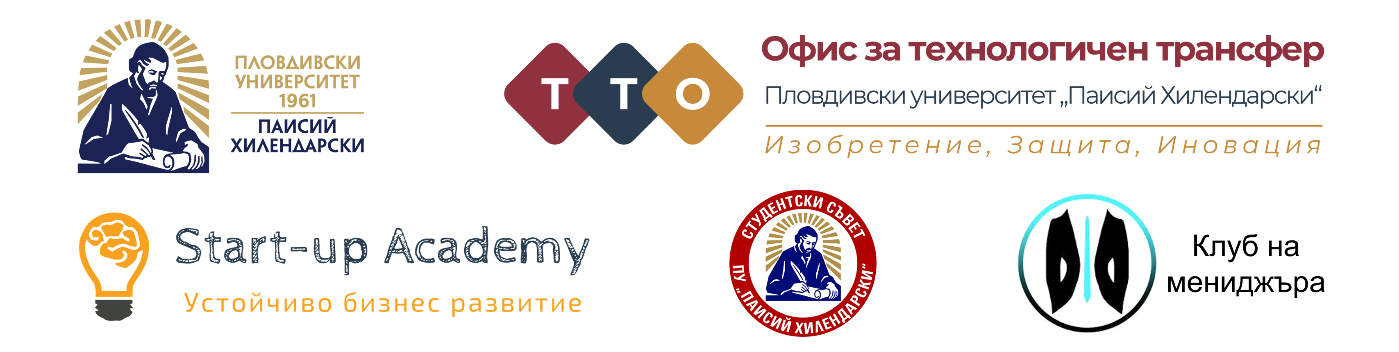 ПЛОВДИВСКИ
УНИВЕРСИТЕТ
1961
ПАИСИЙ
ХИЛЕНДАРСКИ
Т Т О
Офис за технологичен трансфер
Пловдивски университет „Паисий Хилендарски“
Изобретение, Защита, Иновация
Start-up Academy
Устойчиво бизнес развитие
СТУДЕНТСКИ СЪВЕТ
ПУ „ПАИСИЙ ХИЛЕНДАРСКИ“
Клуб на
мениджъра